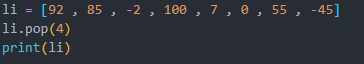 li = [92 , 85 , -2 , 100 , 7 , 0 , 55 , -45]
li.pop(4)
print(li)